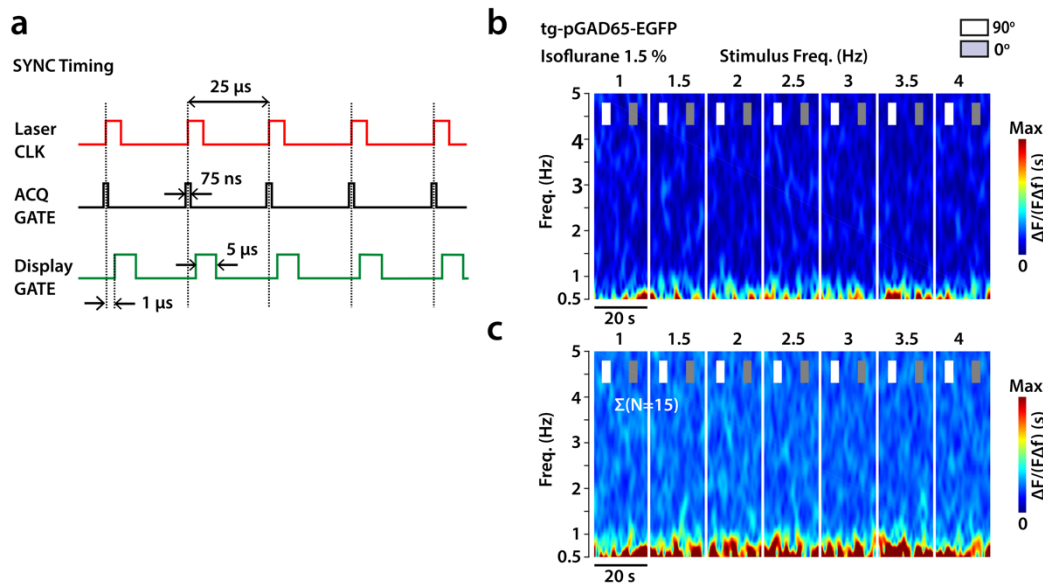 a
SYNC Timing
25 µs
Laser
CLK
75 ns
ACQ
GATE
5 µs
Display
GATE
1 µs
b
tg-pGAD65-EGFP
90º
0º
Isoflurane 1.5 % Stimulus Freq. (Hz)
1 1.5 2 2.5 3 3.5 4
5
4
3
2
1
0.5
Freq. (Hz)
Max
0
ΔF/(FΔf) (s)
20 s
c
1 1.5 2 2.5 3 3.5 4
Σ(N=15)
5
4
3
2
1
0.5
Freq. (Hz)
Max
0
ΔF/(FΔf) (s)
20 s